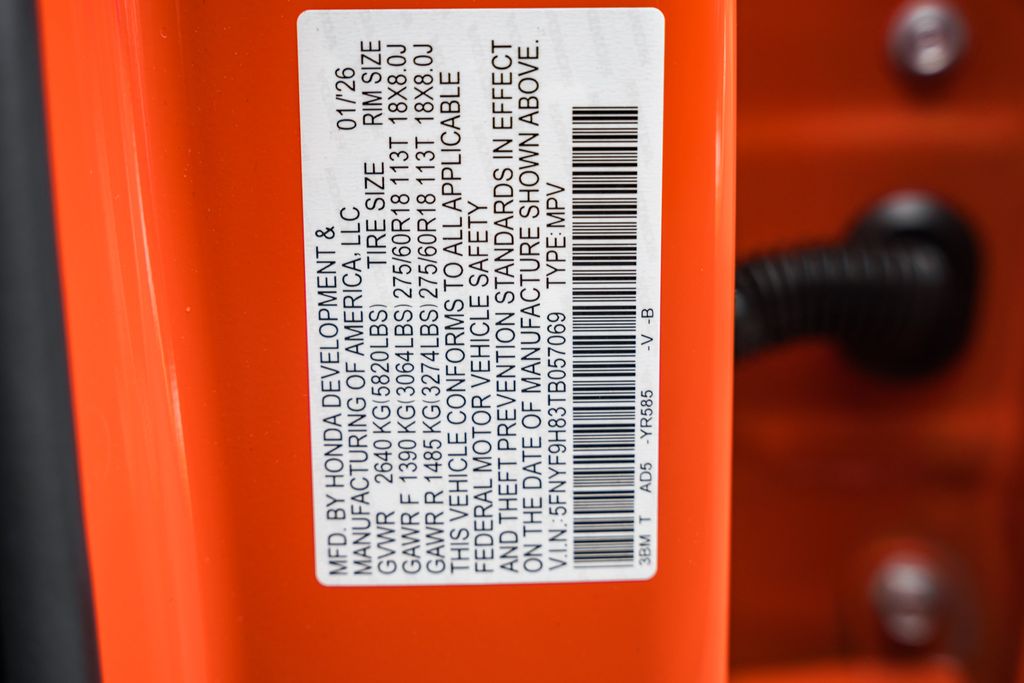 MFD. BY HONDA DEVELOPMENT &
MANUFACTURING OF AMERICA, LLC 01/'26
GVWR 2640 KG(5820LBS) TIRE SIZE RIM SIZE
GAWR F 1390 KG(3064LBS) 275/60R18 113T 18X8.0J
GAWR R 1485 KG(3274LBS) 275/60R18 113T 18X8.0J
THIS VEHICLE CONFORMS TO ALL APPLICABLE
FEDERAL MOTOR VEHICLE SAFETY
AND THEFT PREVENTION STANDARDS IN EFFECT
ON THE DATE OF MANUFACTURE SHOWN ABOVE.
V.I.N.:5FNYF9H83TB057069 TYPE: MPV
3BM T AD5 -YR585 -V -B